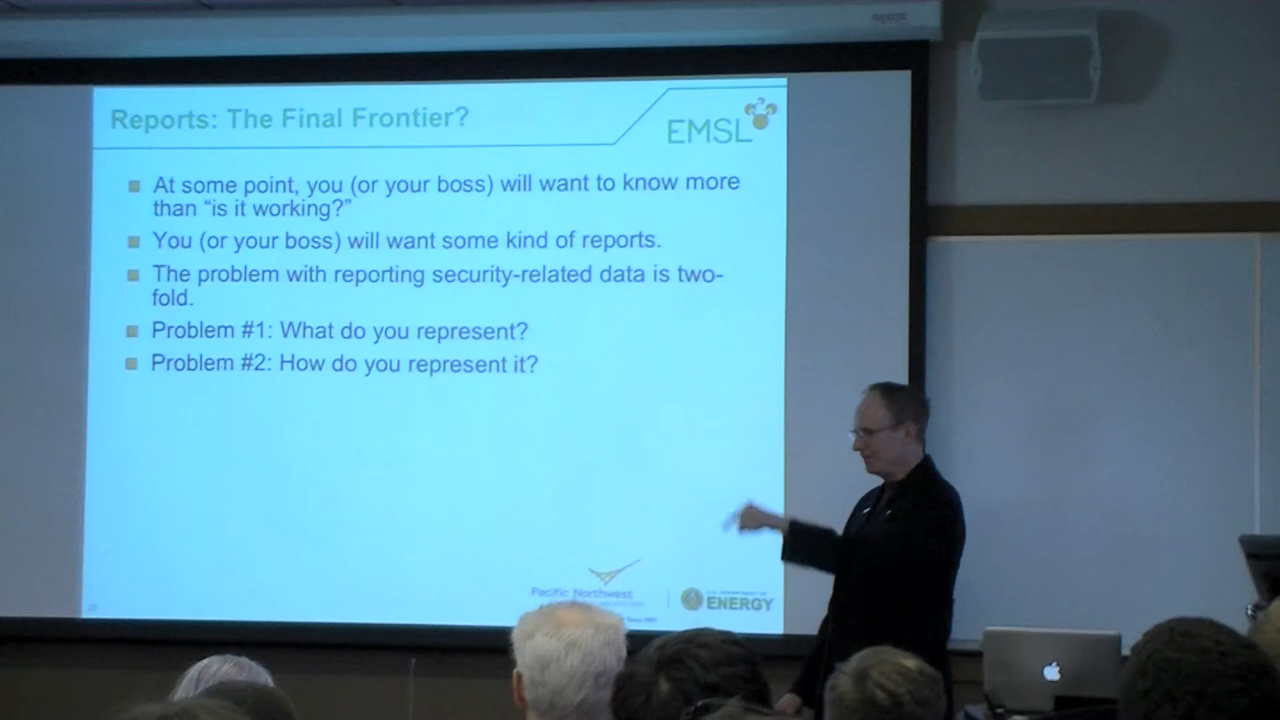 Reports: The Final Frontier?
EMSL
At some point, you (or your boss) will want to know more
than “is it working?”
You (or your boss) will want some kind of reports.
The problem with reporting security-related data is two-
fold.
Problem #1: What do you represent?
Problem #2: How do you represent it?
Pacific Northwest
ENERGY